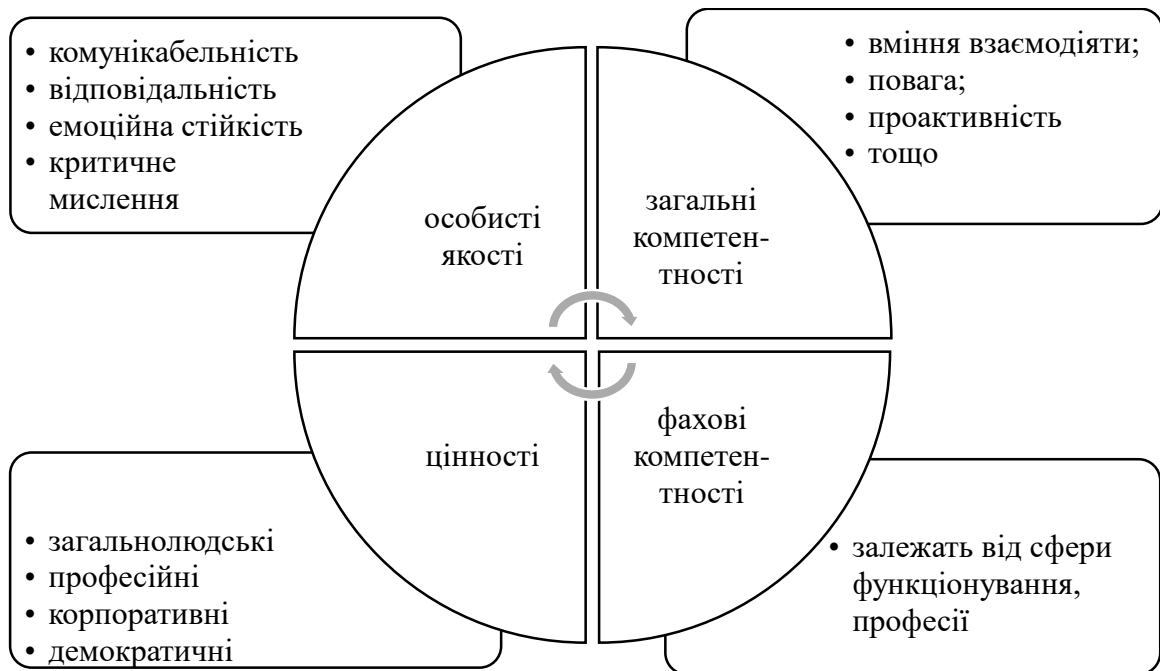 • комунікабельність
• відповідальність
• емоційна стійкість
• критичне
мислення
• вміння взаємодіяти;
• повага;
• проактивність
• тощо
особисті
якості
загальні
компетен-
тності
цінності
фахові
компетен-
тності
• загальнолюдські
• професійні
• корпоративні
• демократичні
• залежать від сфери
функціонування,
професії